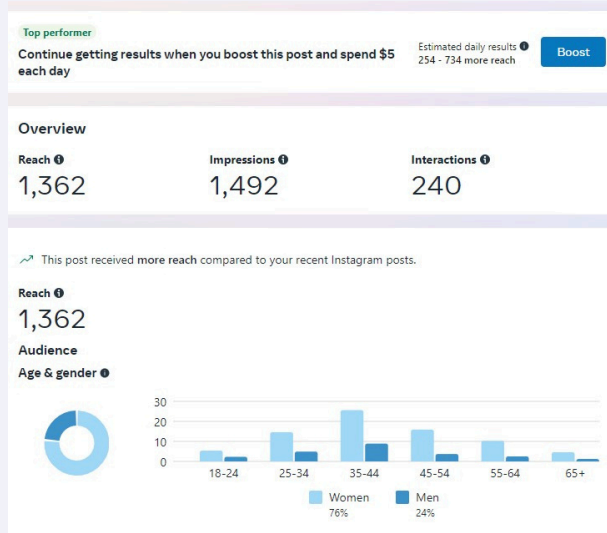 Top performer
Continue getting results when you boost this post and spend $5
each day
Estimated daily results
254 - 734 more reach
Boost
Overview
Reach
Impressions
Interactions
1,362
1,492
240
This post received more reach compared to your recent Instagram posts.
Reach
1,362
Audience
Age & gender
30
20
10
0
18-24 25-34 35-44 45-54 55-64 65+
Women Men
76% 24%